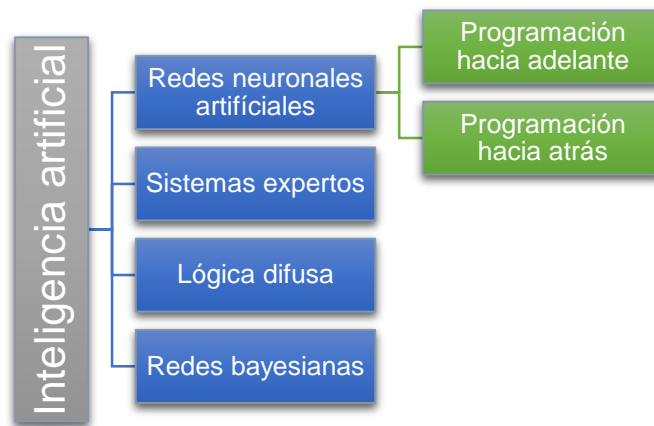 Inteligencia artificial
Redes neuronales
artifíciales
Programación
hacia adelante
Programación
hacia atrás
Sistemas expertos
Lógica difusa
Redes bayesianas